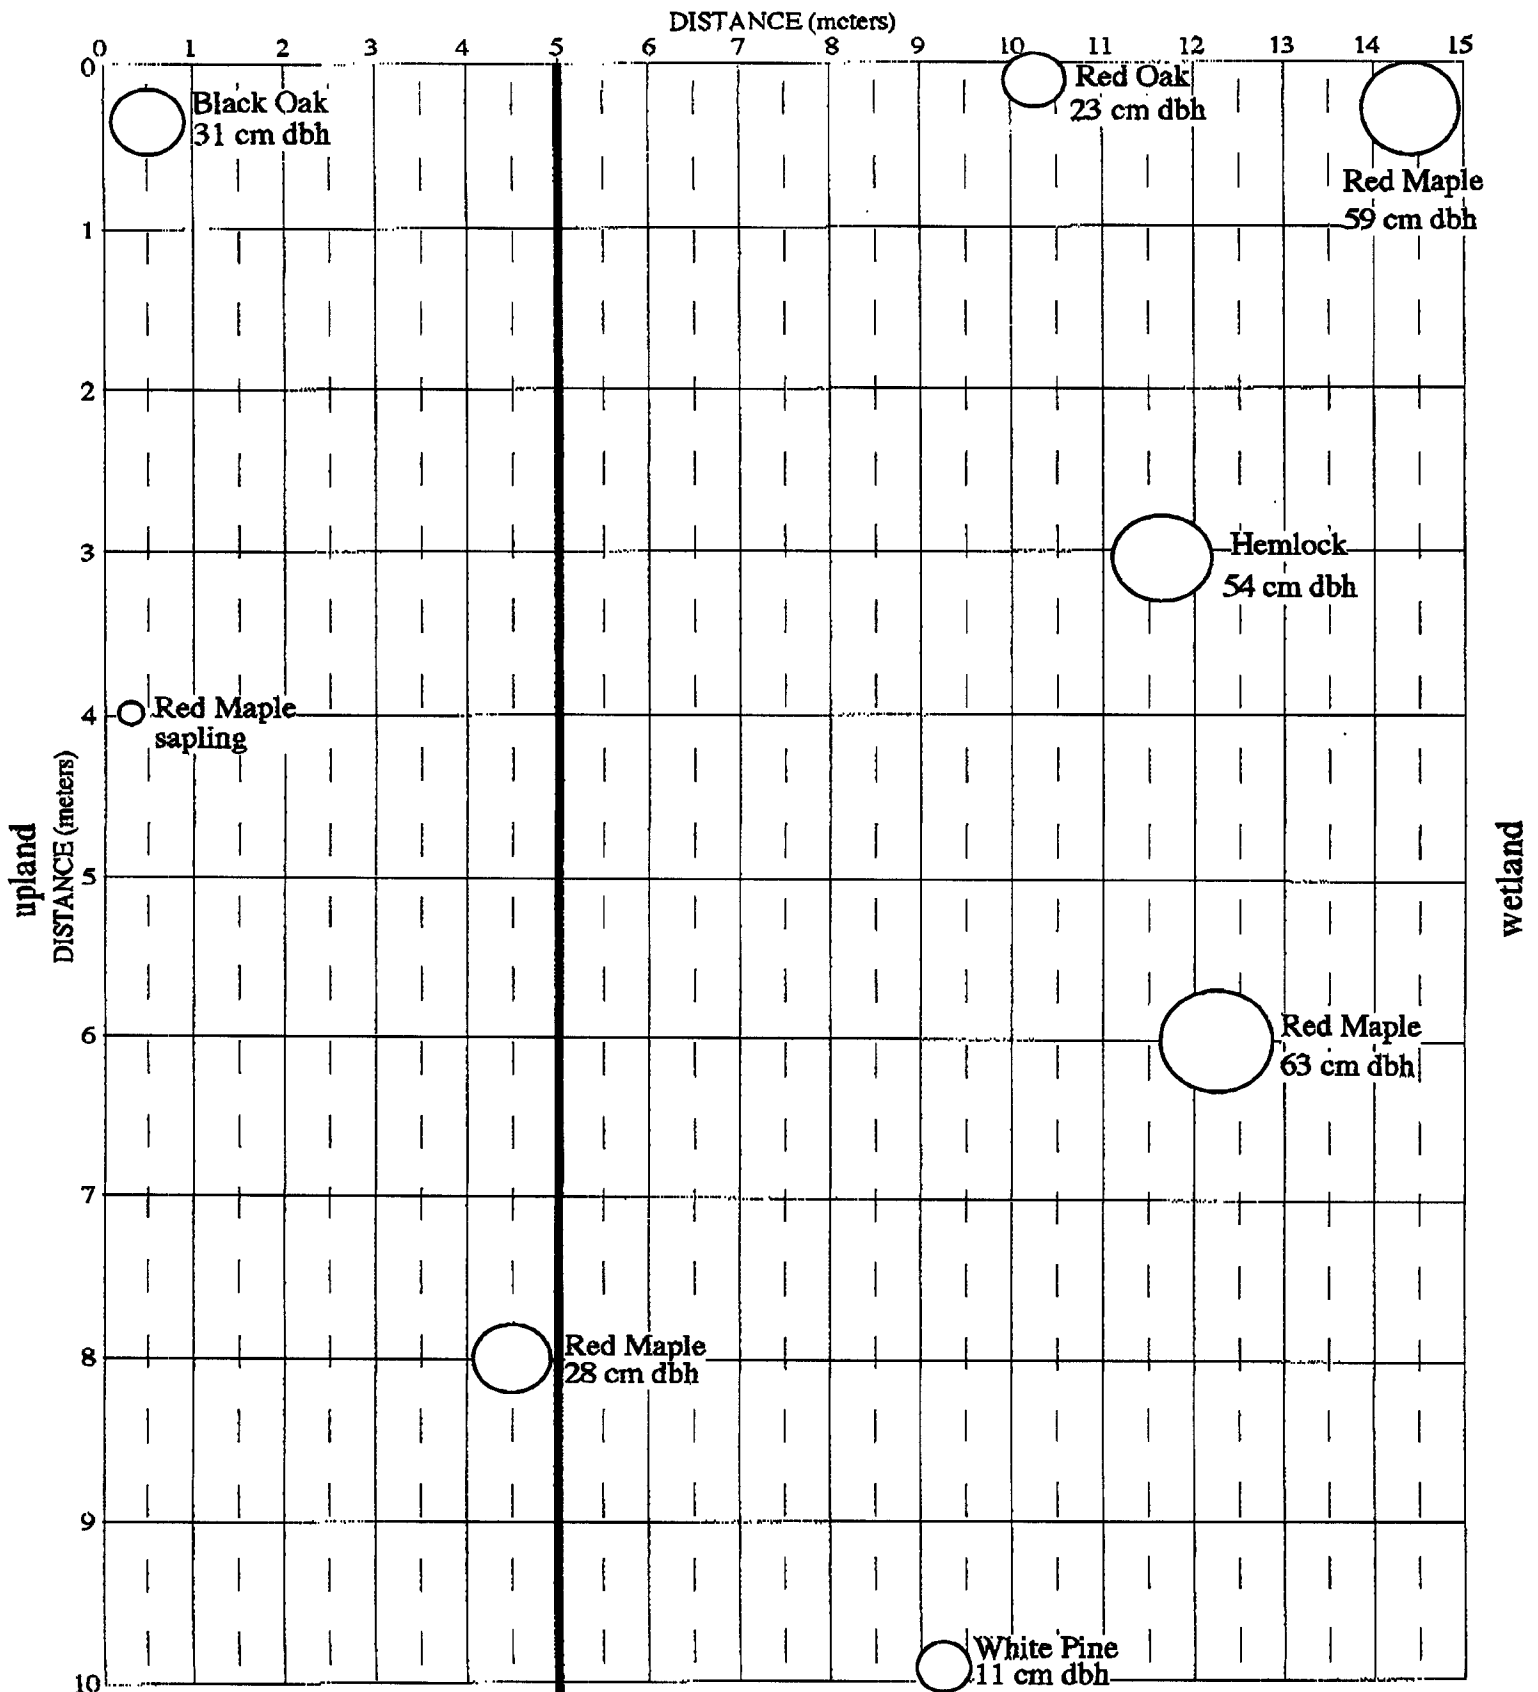 DISTANCE (meters)
0 1 2 3 4 5 6 7 8 9 10 11 12 13 14 15
0
Black Oak
31 cm dbh
Red Oak
23 cm dbh
Red Maple
59 cm dbh
1
2
3
Hemlock
54 cm dbh
4
Red Maple
sapling
upland
DISTANCE (meters)
wetland
5
6
Red Maple
63 cm dbh
7
8
Red Maple
28 cm dbh
9
White Pine
11 cm dbh
10